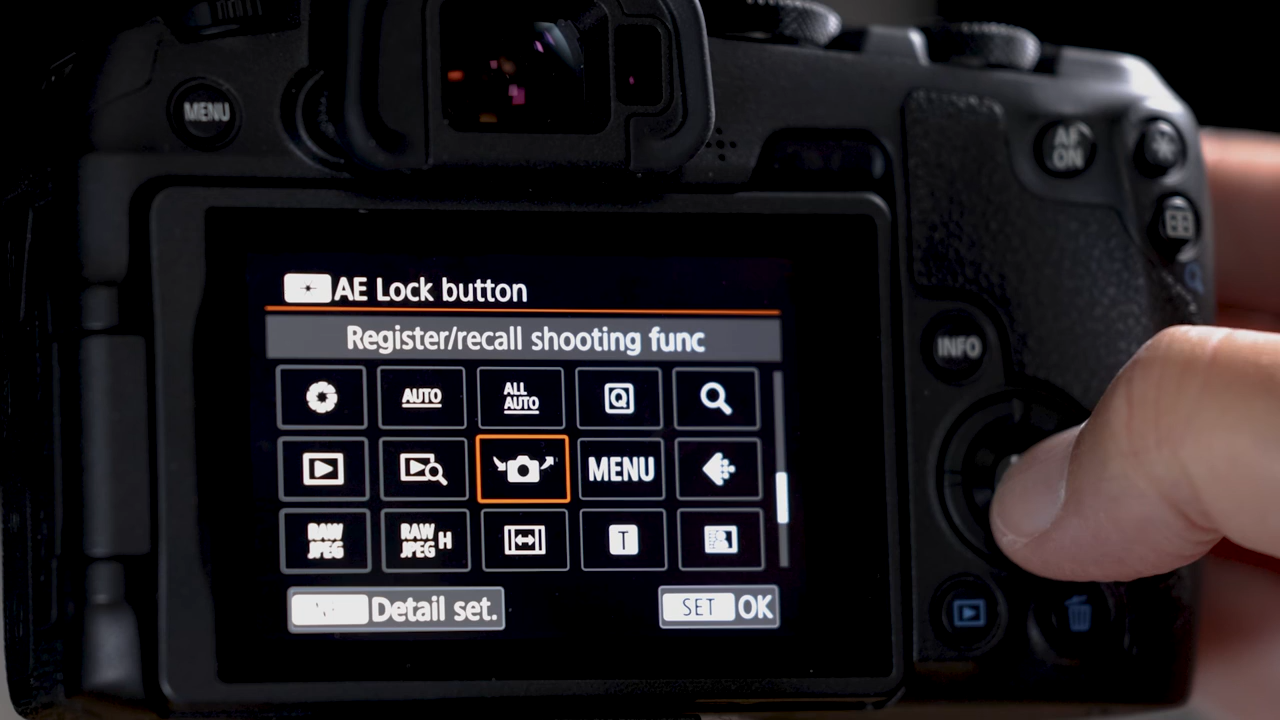 MENU
AF
ON
AE Lock button
Register/recall shooting func
INFO
AUTO
ALL
AUTO
Q
MENU
RAW
JPEG
RAW
JPEG H
T
Detail set.
SET OK